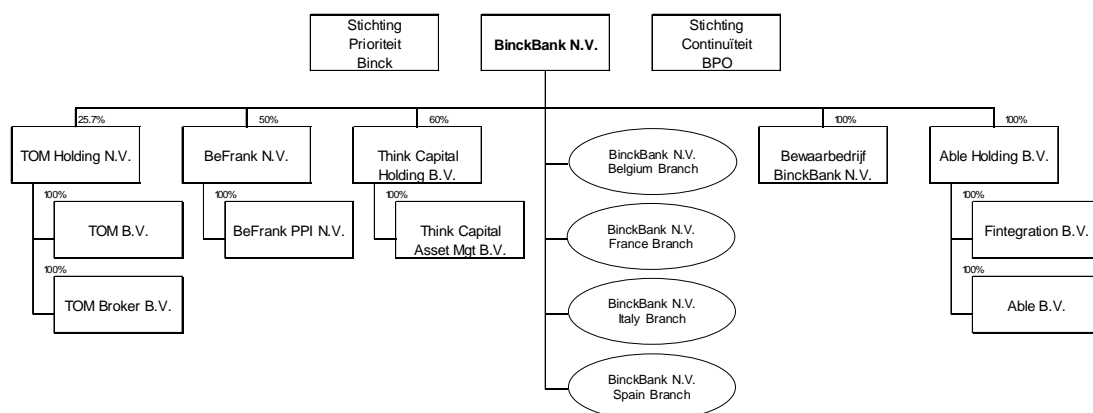 Stichting
Prioriteit
Binck
BinckBank N.V.
Stichting
Continuïteit
BPO
25.7%
50%
60%
100%
100%
TOM Holding N.V.
BeFrank N.V.
Think Capital
Holding B.V.
BinckBank N.V.
Belgium Branch
Bewaarbedrijf
BinckBank N.V.
Able Holding B.V.
100%
100%
100%
100%
TOM B.V.
BeFrank PPI N.V.
Think Capital
Asset Mgt B.V.
BinckBank N.V.
France Branch
Fintegration B.V.
100%
100%
TOM Broker B.V.
BinckBank N.V.
Italy Branch
Able B.V.
BinckBank N.V.
Spain Branch